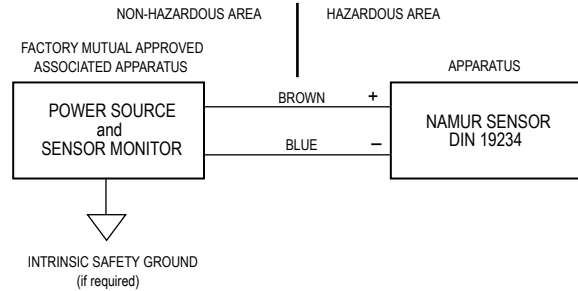 NON-HAZARDOUS AREA
HAZARDOUS AREA
FACTORY MUTUAL APPROVED
ASSOCIATED APPARATUS
APPARATUS
POWER SOURCE
and
SENSOR MONITOR
BROWN +
BLUE –
NAMUR SENSOR
DIN 19234
INTRINSIC SAFETY GROUND
(if required)